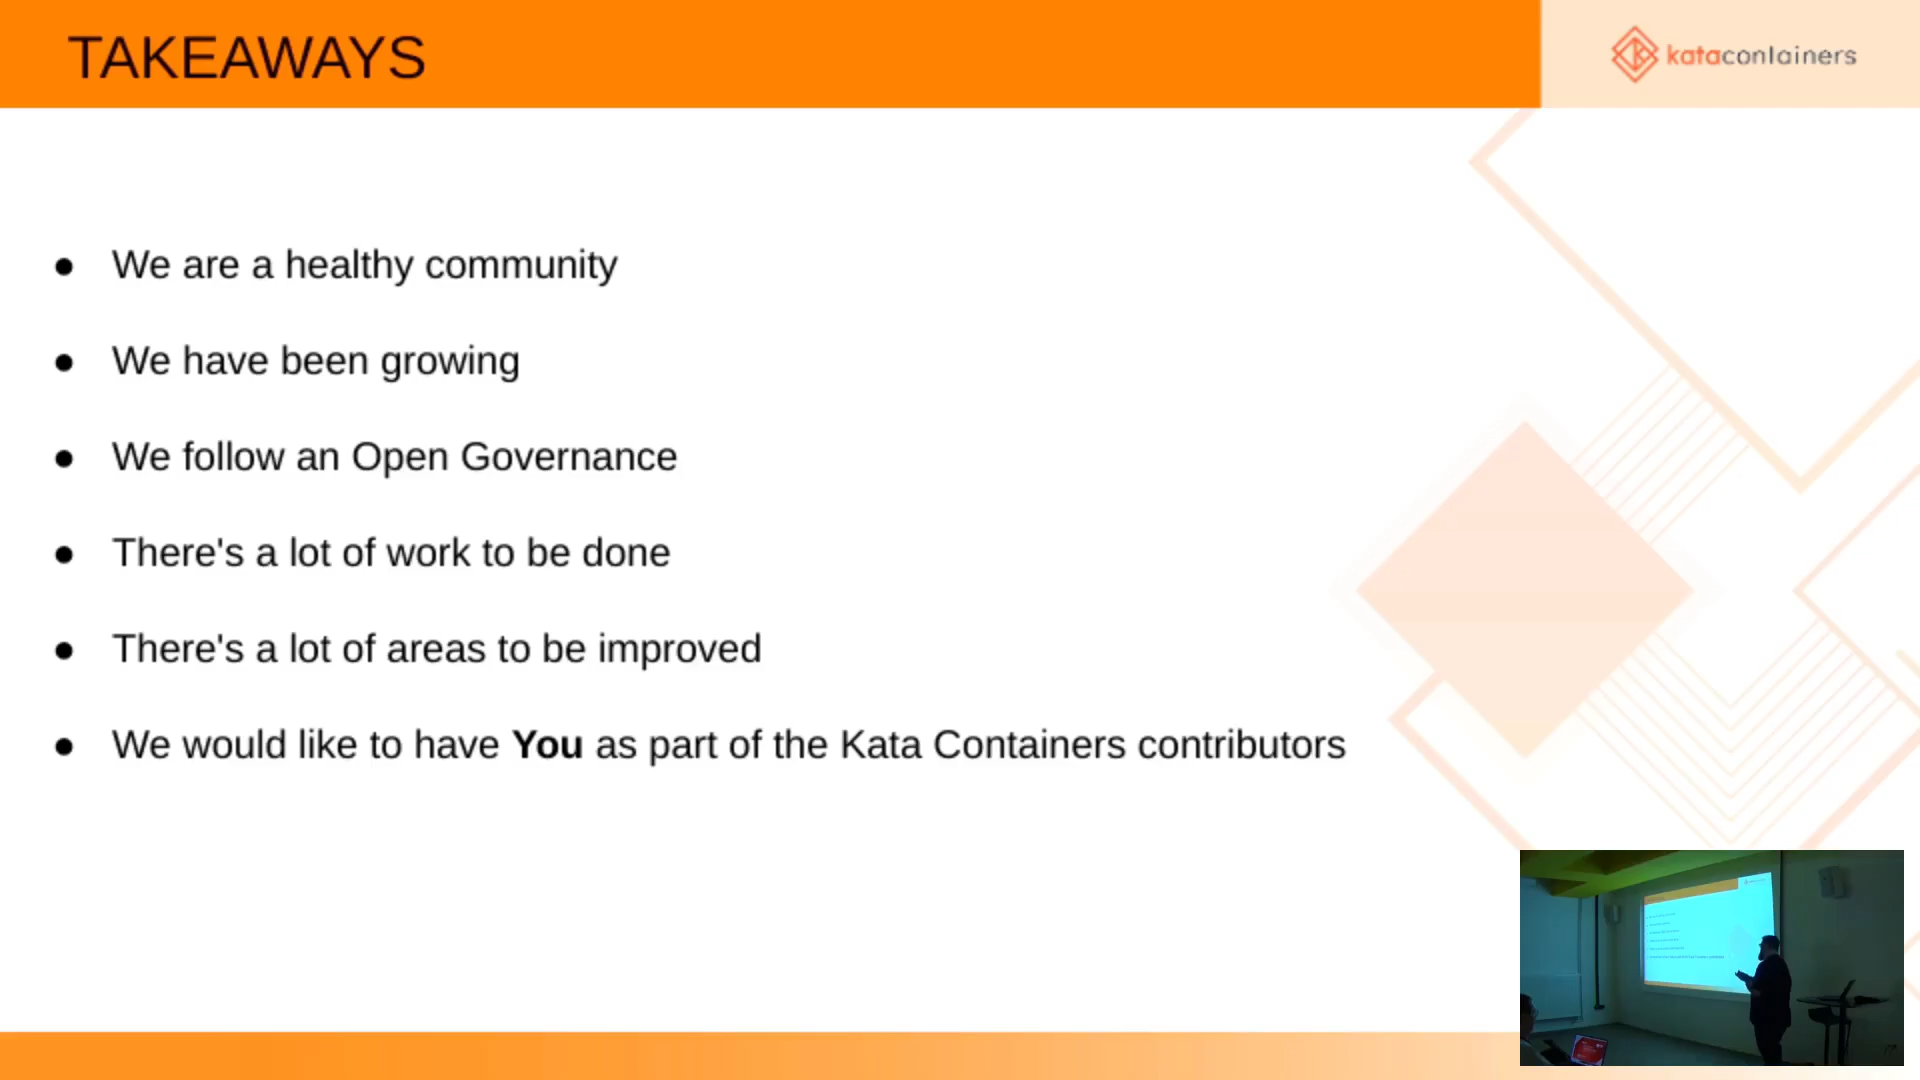 TAKEAWAYS
katacontainers
We are a healthy community
We have been growing
We follow an Open Governance
There's a lot of work to be done
There's a lot of areas to be improved
We would like to have You as part of the Kata Containers contributors